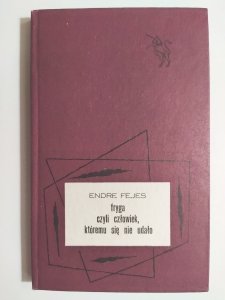 ENDRE FEJES
fryga
czyli człowiek,
któremu się nie udało